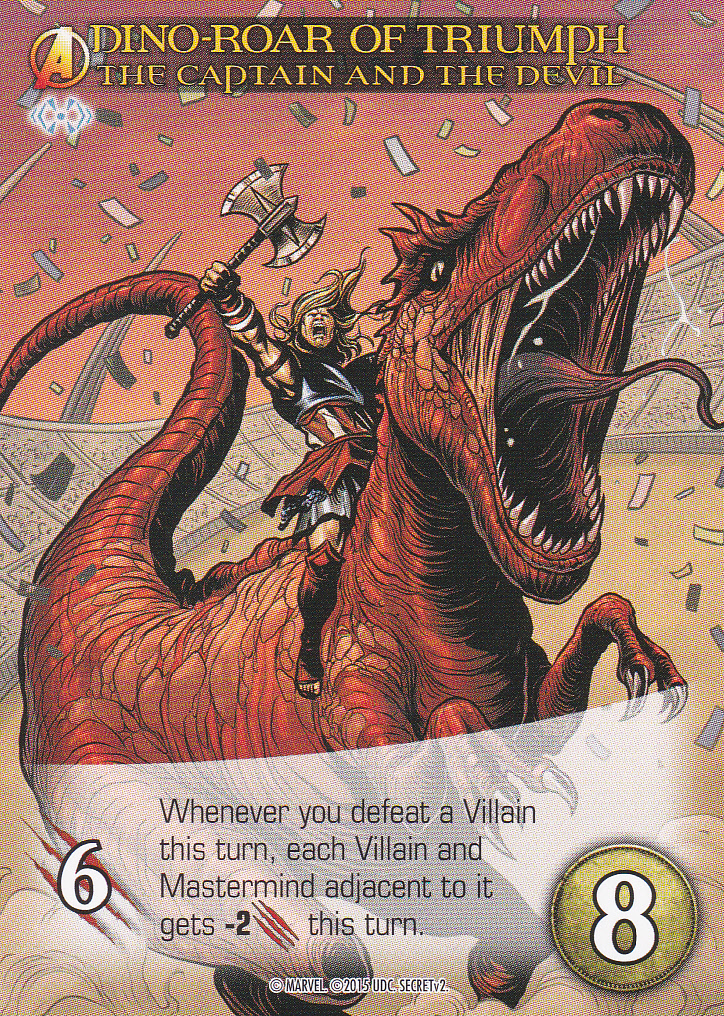 DINO-ROAR OF TRIUMPH
THE CAPTAIN AND THE DEVIL
Whenever you defeat a Villain
this turn, each Villain and
Mastermind adjacent to it
gets -2 this turn.
6
8
© MARVEL. ©2015 UDC. SECRETv2.